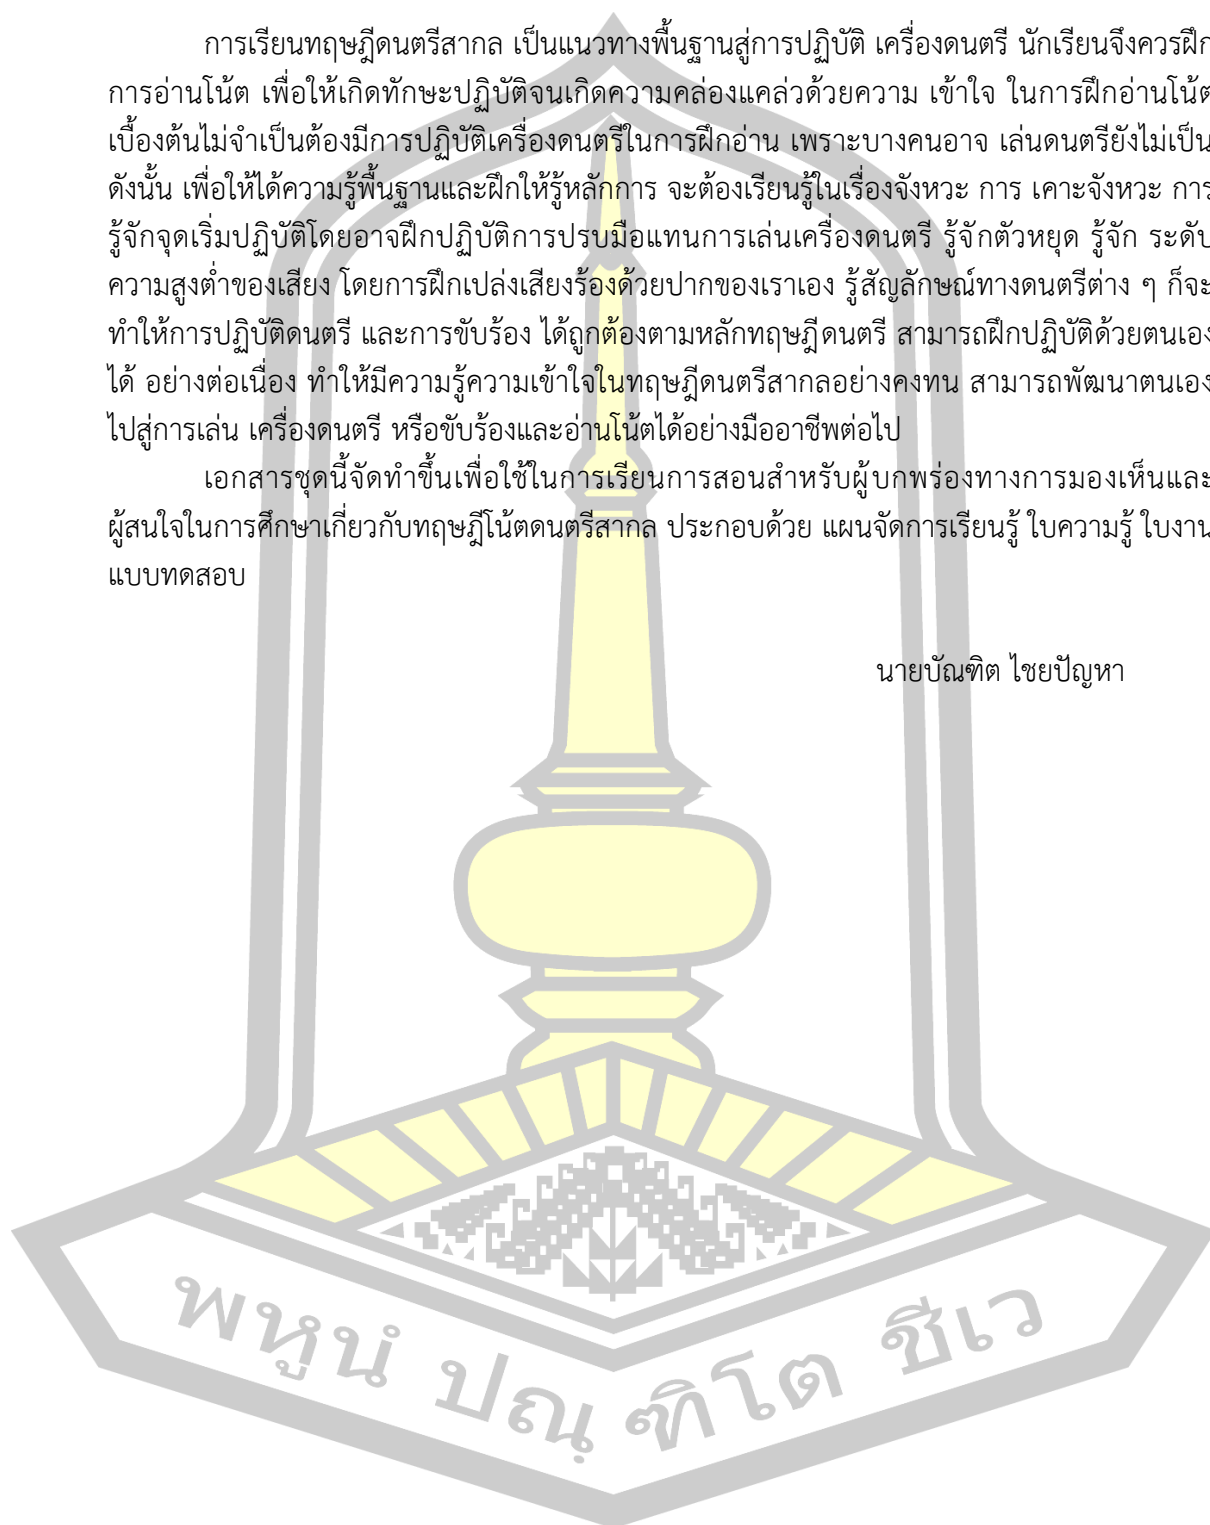 การเรียนทฤษฎีดนตรีสากล เป็นแนวทางพื้นฐานสู่การปฏิบัติ เครื่องดนตรี นักเรียนจึงควรฝึก
การอ่านโน้ต เพื่อให้เกิดทักษะปฏิบัติจนเกิดความคล่องแคล่วด้วยความ เข้าใจ ในการฝึกอ่านโน้ต
เบื้องต้นไม่จำเป็นต้องมีการปฏิบัติเครื่องดนตรีในการฝึกอ่าน เพราะบางคนอาจ เล่นดนตรียังไม่เป็น
ดังนั้น เพื่อให้ได้ความรู้พื้นฐานและฝึกให้รู้หลักการ จะต้องเรียนรู้ในเรื่องจังหวะ การ เคาะจังหวะ การ
รู้จักจุดเริ่มปฏิบัติโดยอาจฝึกปฏิบัติการปรบมือแทนการเล่นเครื่องดนตรี รู้จักตัวหยุด รู้จัก ระดับ
ความสูงต่ำของเสียง โดยการฝึกเปล่งเสียงร้องด้วยปากของเราเอง รู้สัญลักษณ์ทางดนตรีต่าง ๆ ก็จะ
ทำให้การปฏิบัติดนตรี และการขับร้อง ได้ถูกต้องตามหลักทฤษฎีดนตรี สามารถฝึกปฏิบัติด้วยตนเอง
ได้ อย่างต่อเนื่อง ทำให้มีความรู้ความเข้าใจในทฤษฎีดนตรีสากลอย่างคงทน สามารถพัฒนาตนเอง
ไปสู่การเล่น เครื่องดนตรี หรือขับร้องและอ่านโน้ตได้อย่างมืออาชีพต่อไป
เอกสารชุดนี้จัดทำขึ้นเพื่อใช้ในการเรียนการสอนสำหรับผู้บกพร่องทางการมองเห็นและ
ผู้สนใจในการศึกษาเกี่ยวกับทฤษฎีโน้ตดนตรีสากล ประกอบด้วย แผนจัดการเรียนรู้ ใบความรู้ ใบงาน
แบบทดสอบ
นายบัณฑิต ไชยปัญหา
พหูนํ ปณฺ ฑิโต ชีเว